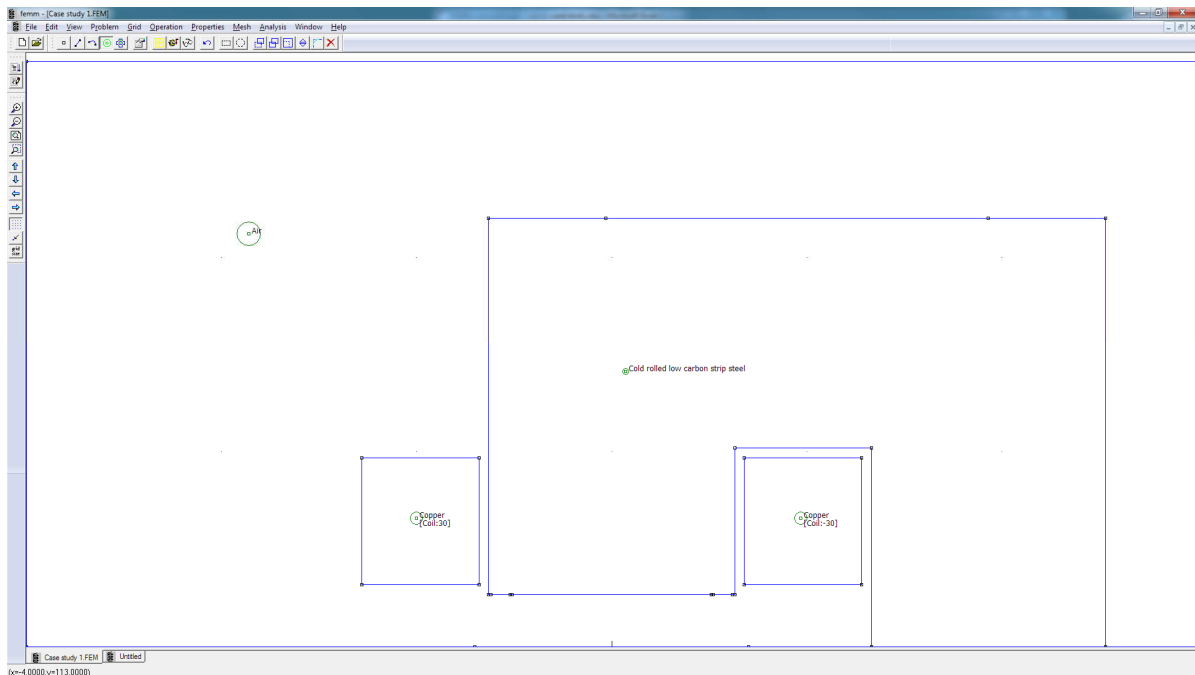 femm - [Case study 1.FEM]
File Edit View Problem Grid Operation Properties Mesh Analysis Window Help
Air
Cold rolled low carbon strip steel
Copper
[Coil:30]
Copper
[Coil:-30]
Case study 1.FEM Untitled
(x=-4.0000,y=113.0000)